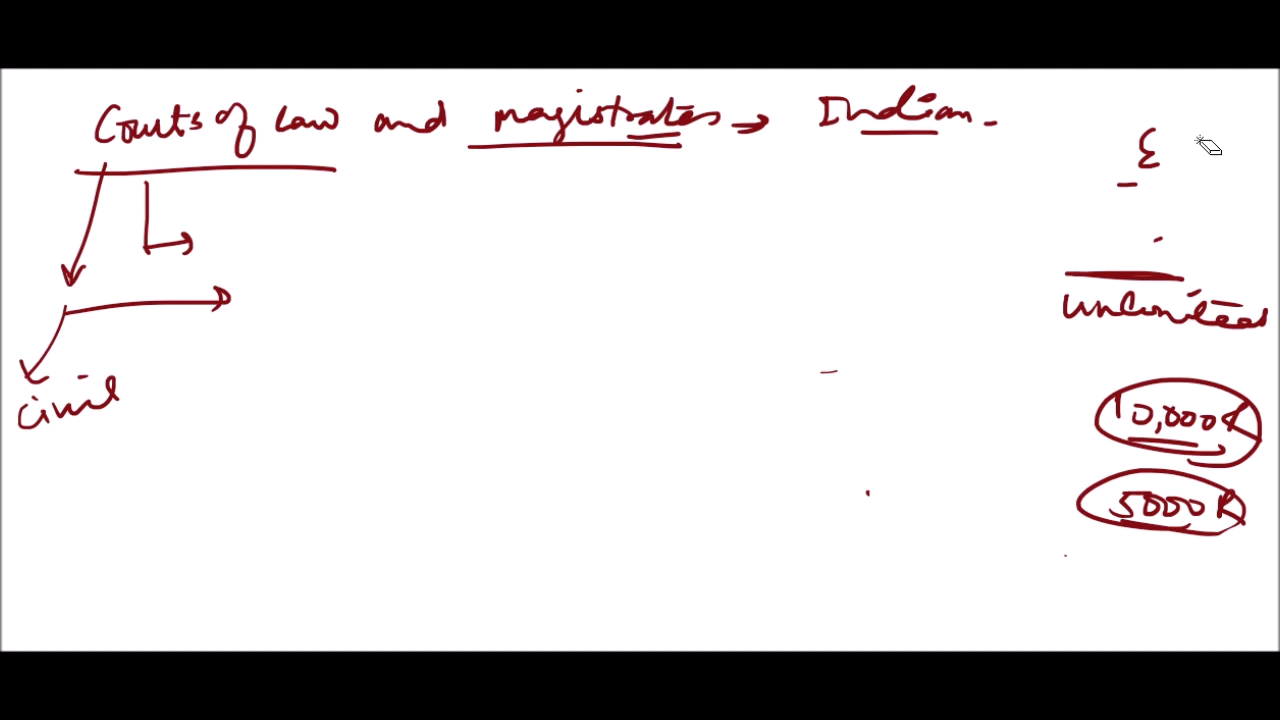 Courts of Law and magistrates → Indian.
unlimited
civil
10,000 R
5000 R